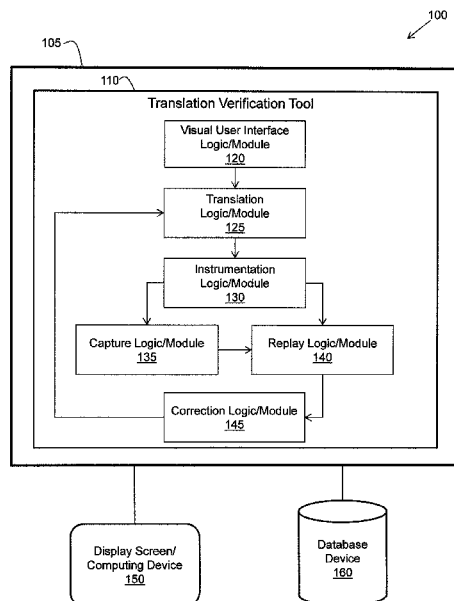 100
105
110
Translation Verification Tool
Visual User Interface
Logic/Module
120
Translation
Logic/Module
125
Instrumentation
Logic/Module
130
Capture Logic/Module
135
Replay Logic/Module
140
Correction Logic/Module
145
Display Screen/
Computing Device
150
Database
Device
160